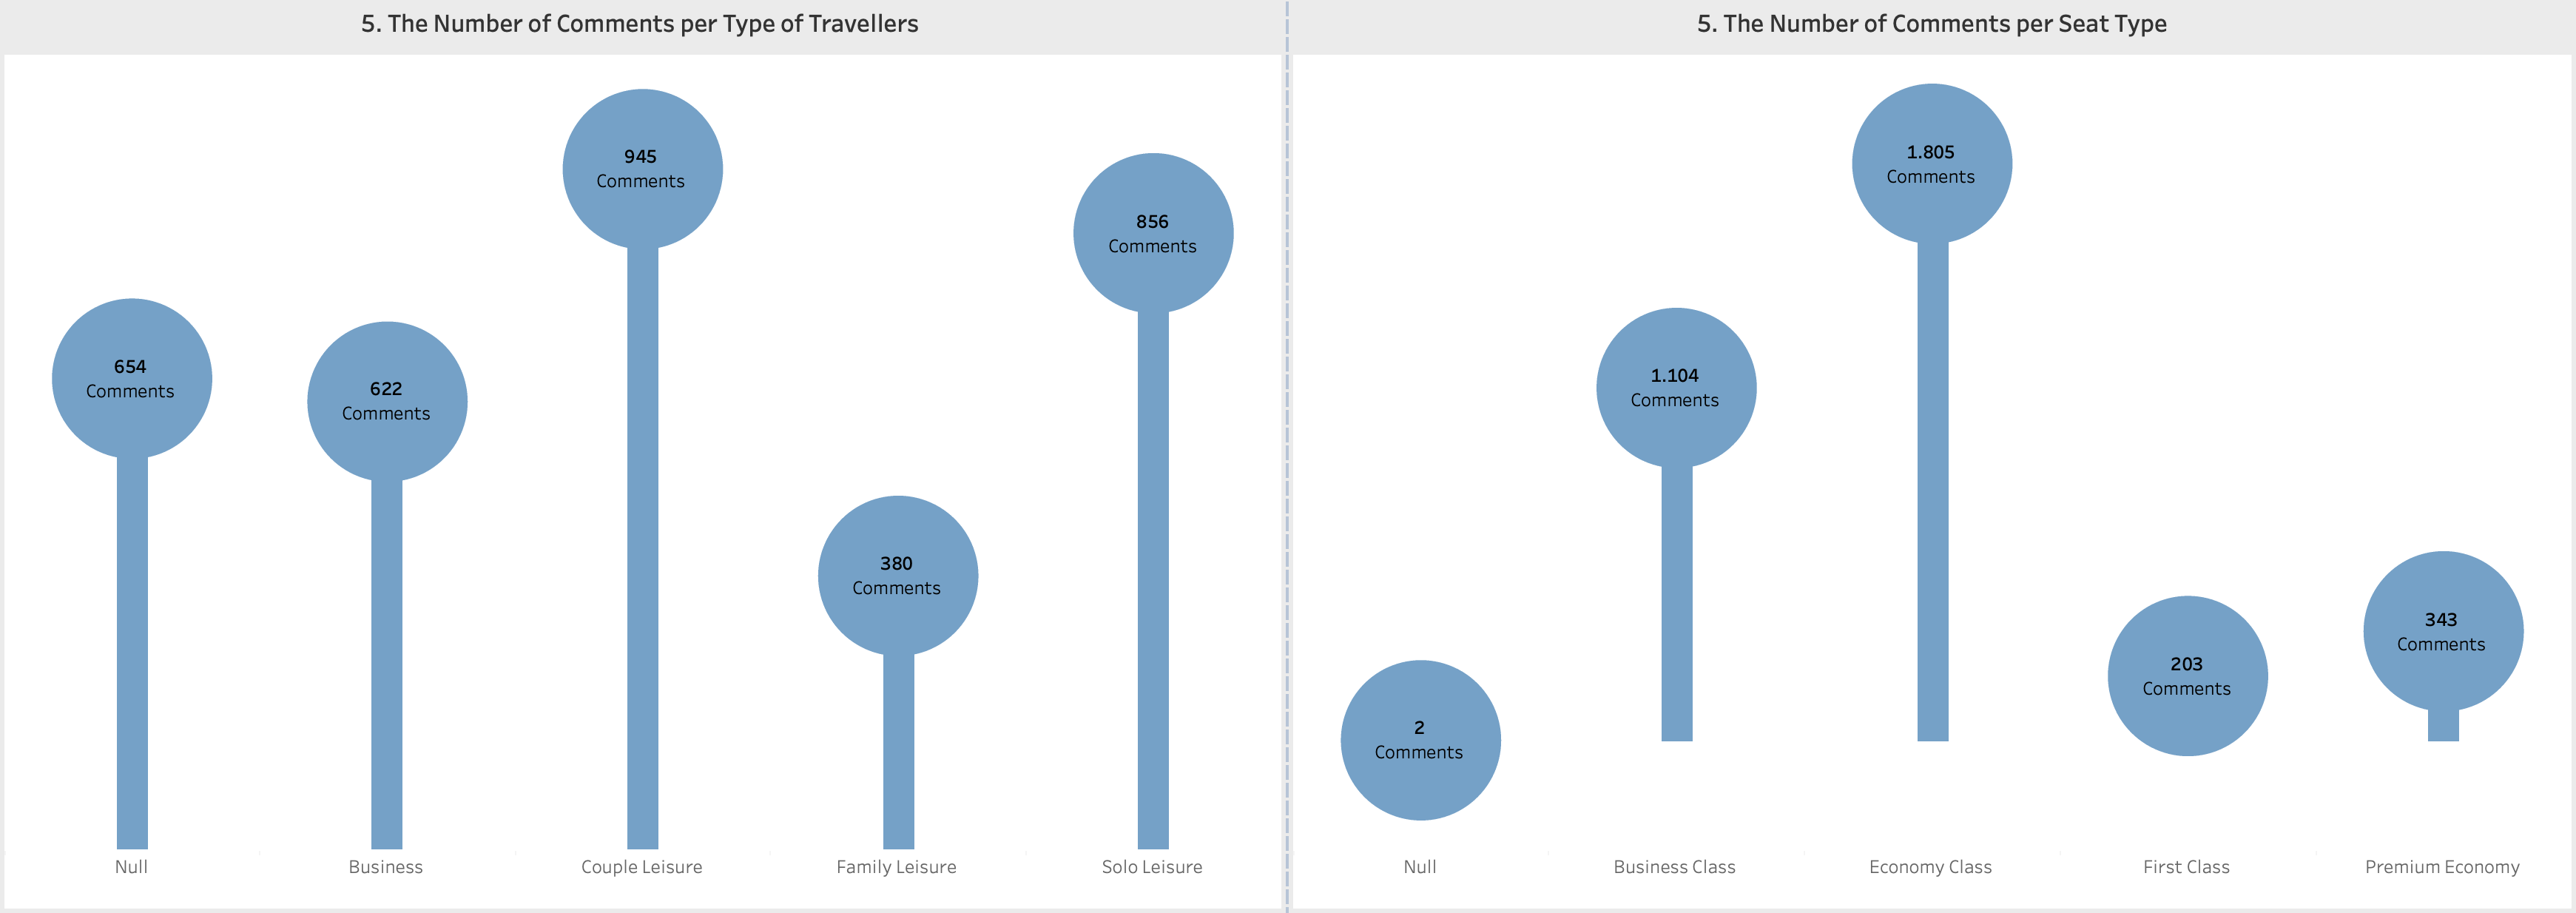 5. The Number of Comments per Type of Travellers
945
Comments
856
Comments
654
Comments
622
Comments
380
Comments
Null
Business
Couple Leisure
Family Leisure
Solo Leisure
5. The Number of Comments per Seat Type
1.805
Comments
1.104
Comments
343
Comments
203
Comments
2
Comments
Null
Business Class
Economy Class
First Class
Premium Economy